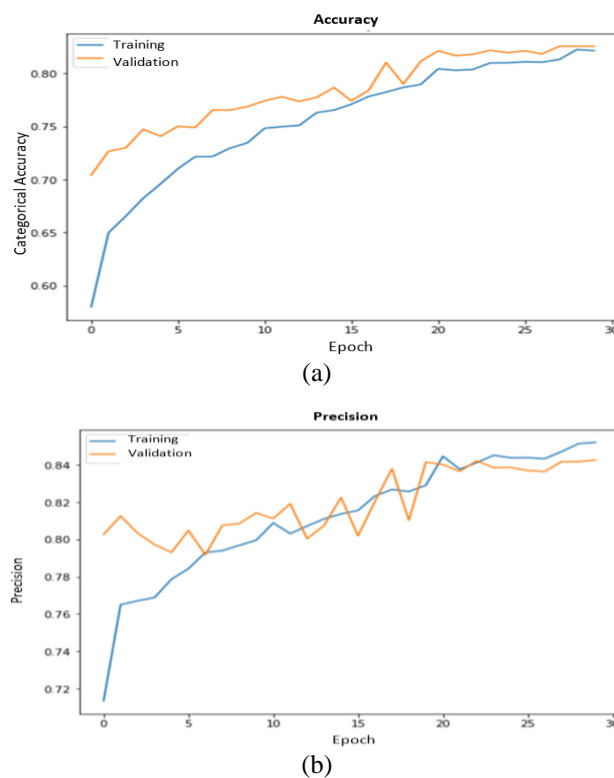 Accuracy
Training
Validation
Categorical Accuracy
0.80
0.75
0.70
0.65
0.60
0 5 10 15 20 25 30
Epoch
(a)
Precision
Training
Validation
Precision
0.84
0.82
0.80
0.78
0.76
0.74
0.72
0 5 10 15 20 25 30
Epoch
(b)